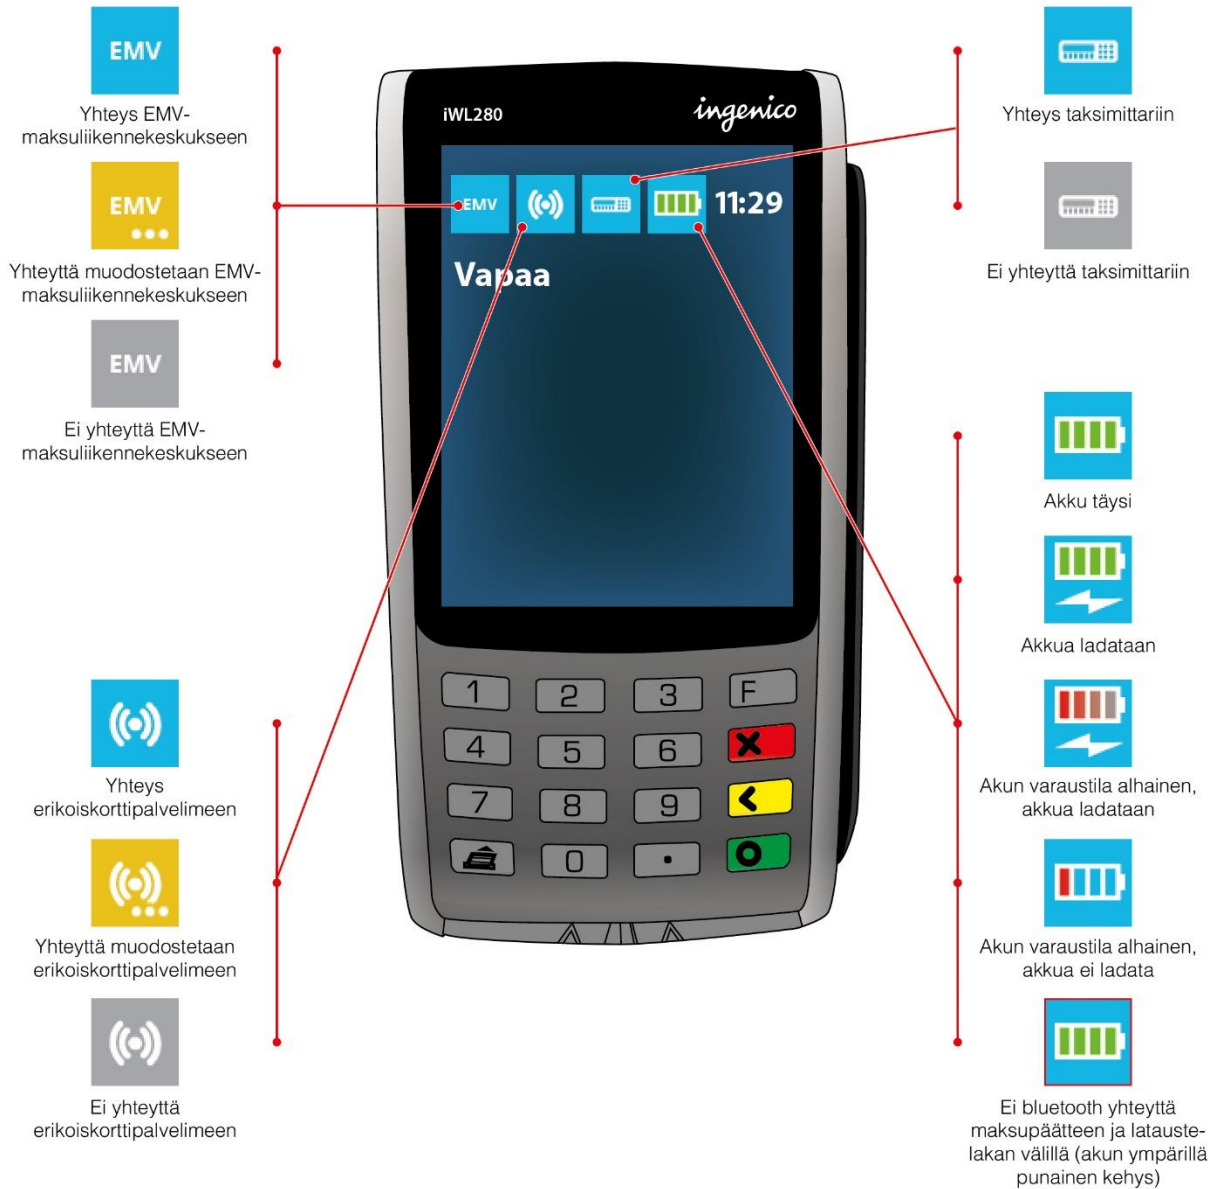 EMV
Yhteys EMV-
maksuliikennekeskukseen
EMV
Yhteyttä muodostetaan EMV-
maksuliikennekeskukseen
EMV
Ei yhteyttä EMV-
maksuliikennekeskukseen
Yhteys
erikoiskorttipalvelimeen
Yhteyttä muodostetaan
erikoiskorttipalvelimeen
Ei yhteyttä
erikoiskorttipalvelimeen
iWL280
ingenico
EMV
11:29
Vapaa
1 2 3 F
4 5 6
7 8 9
0 .
Yhteys taksimittariin
Ei yhteyttä taksimittariin
Akku täysi
Akkua ladataan
Akun varaustila alhainen,
akkua ladataan
Akun varaustila alhainen,
akkua ei ladata
Ei bluetooth yhteyttä
maksupäätteen ja latauste-
lakan välillä (akun ympärillä
punainen kehys)